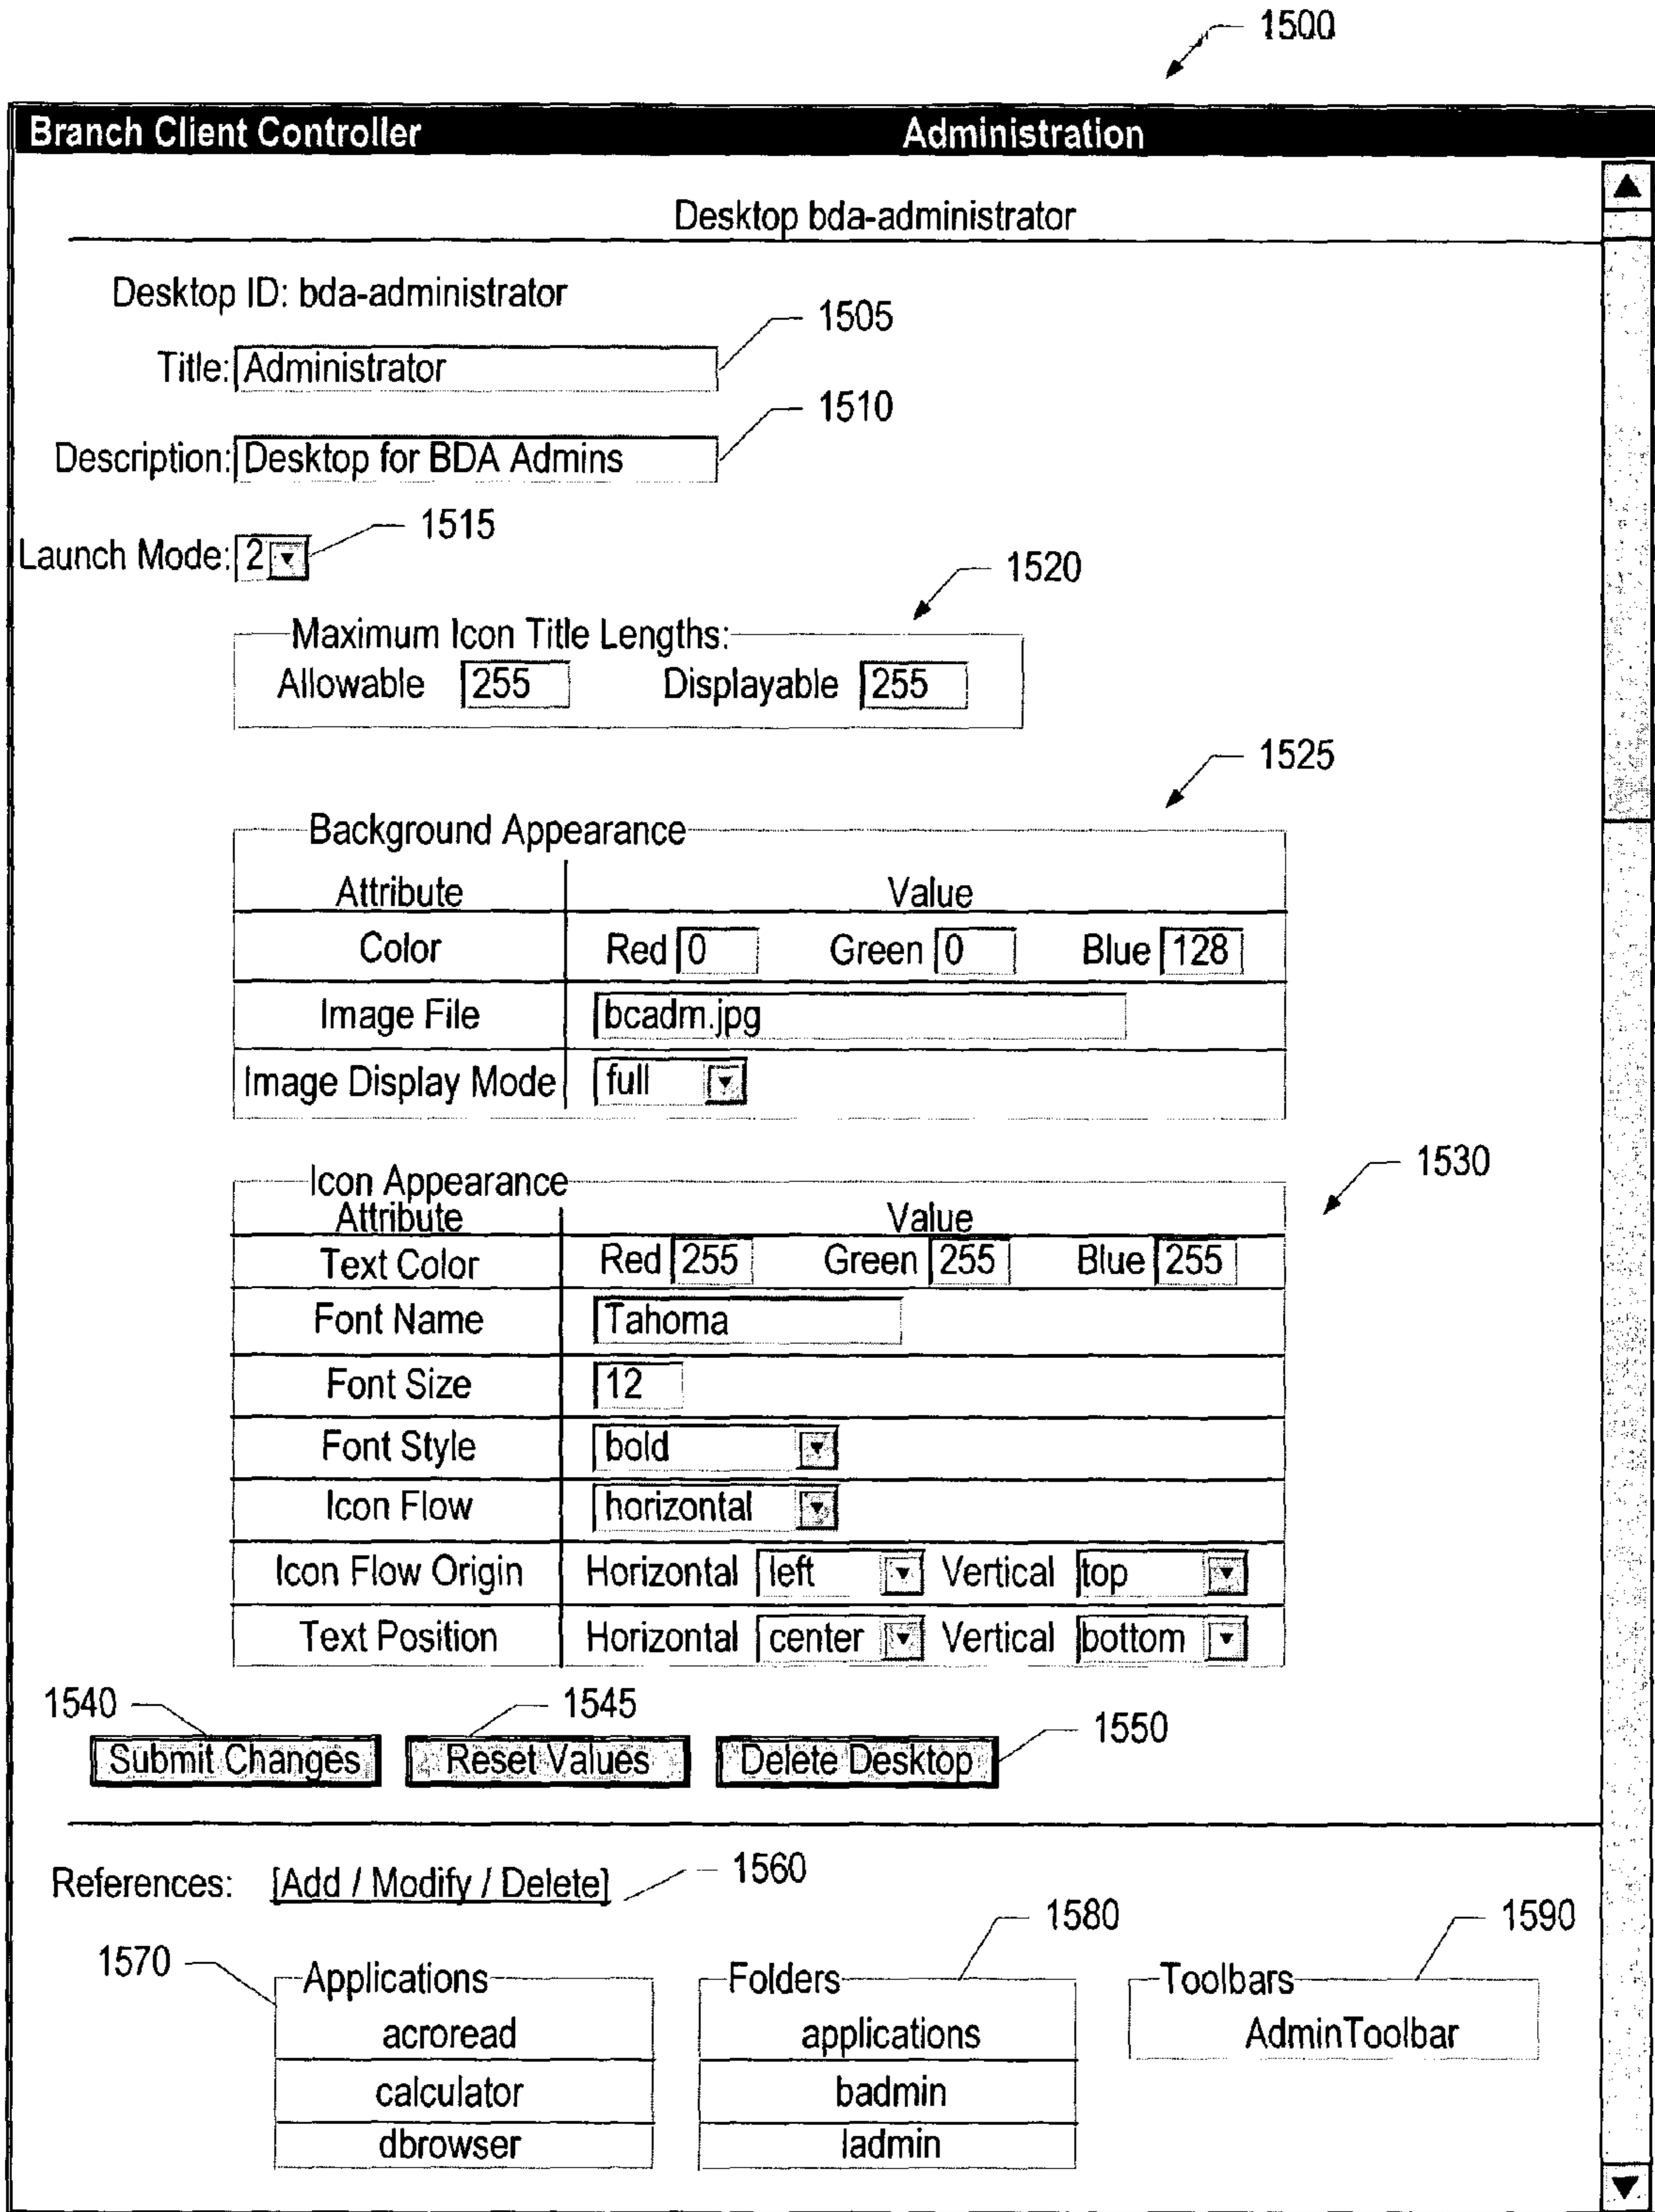 1500
Branch Client Controller Administration
Desktop bda-administrator
Desktop ID: bda-administrator
1505
Title: Administrator
1510
Description: Desktop for BDA Admins
1515
Launch Mode: 2
1520
Maximum Icon Title Lengths:
Allowable 255 Displayable 255
1525
Background Appearance
Attribute Value
Color Red 0 Green 0 Blue 128
Image File bcadm.jpg
Image Display Mode full
1530
Icon Appearance
Attribute Value
Text Color Red 255 Green 255 Blue 255
Font Name Tahoma
Font Size 12
Font Style bold
Icon Flow horizontal
Icon Flow Origin Horizontal left Vertical top
Text Position Horizontal center Vertical bottom
1540 1545 1550
Submit Changes Reset Values Delete Desktop
References: [Add / Modify / Delete] 1560
1570 1580 1590
Applications Folders Toolbars
acroread applications AdminToolbar
calculator badmin
dbrowser ladmin